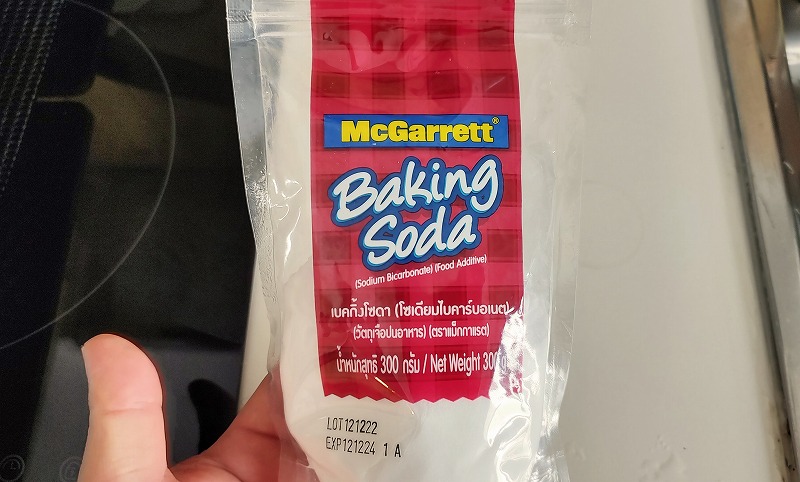 McGarrett®
Baking
Soda
(Sodium Bicarbonate) (Food Additive)
เบคกิ้งโซดา (โซเดียมไบคาร์บอเนต)
(วัตถุเจือปนอาหาร) (ตราแม็กกาแรต)
น้ำหนักสุทธิ 300 กรัม / Net Weight 300
LOT121222
EXP121224 1 A